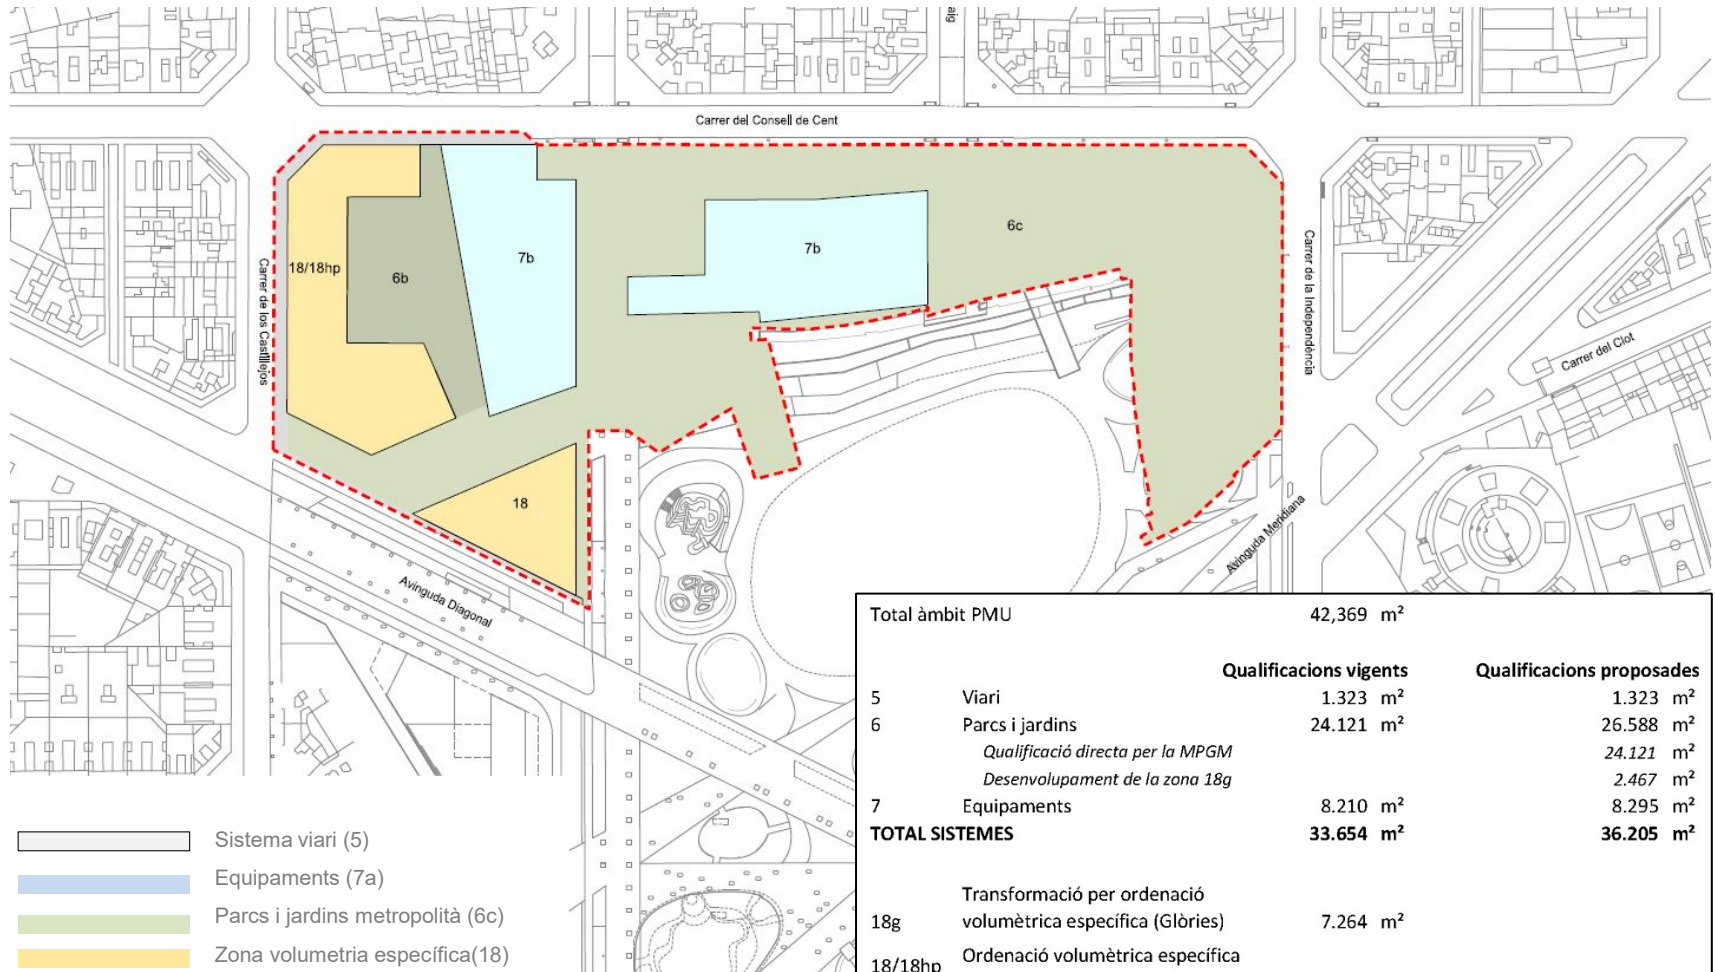 aig
Carrer del Consell de Cent
6c
7b
7b
18/18hp
6b
Carrer de los Castillejos
Carrer de la Independència
Carrer del Clot
18
Avinguda Meridiana
Avinguda Diagonal
Total àmbit PMU 42,369 m²
Qualificacions vigents Qualificacions proposades
5 Viari 1.323 m² 1.323 m²
6 Parcs i jardins 24.121 m² 26.588 m²
Qualificació directa per la MPGM 24.121 m²
Desenvolupament de la zona 18g 2.467 m²
7 Equipaments 8.210 m² 8.295 m²
TOTAL SISTEMES 33.654 m² 36.205 m²
Transformació per ordenació
18g volumètrica específica (Glòries) 7.264 m²
18/18hp Ordenació volumètrica específica
Sistema viari (5)
Equipaments (7a)
Parcs i jardins metropolità (6c)
Zona volumetria específica(18)